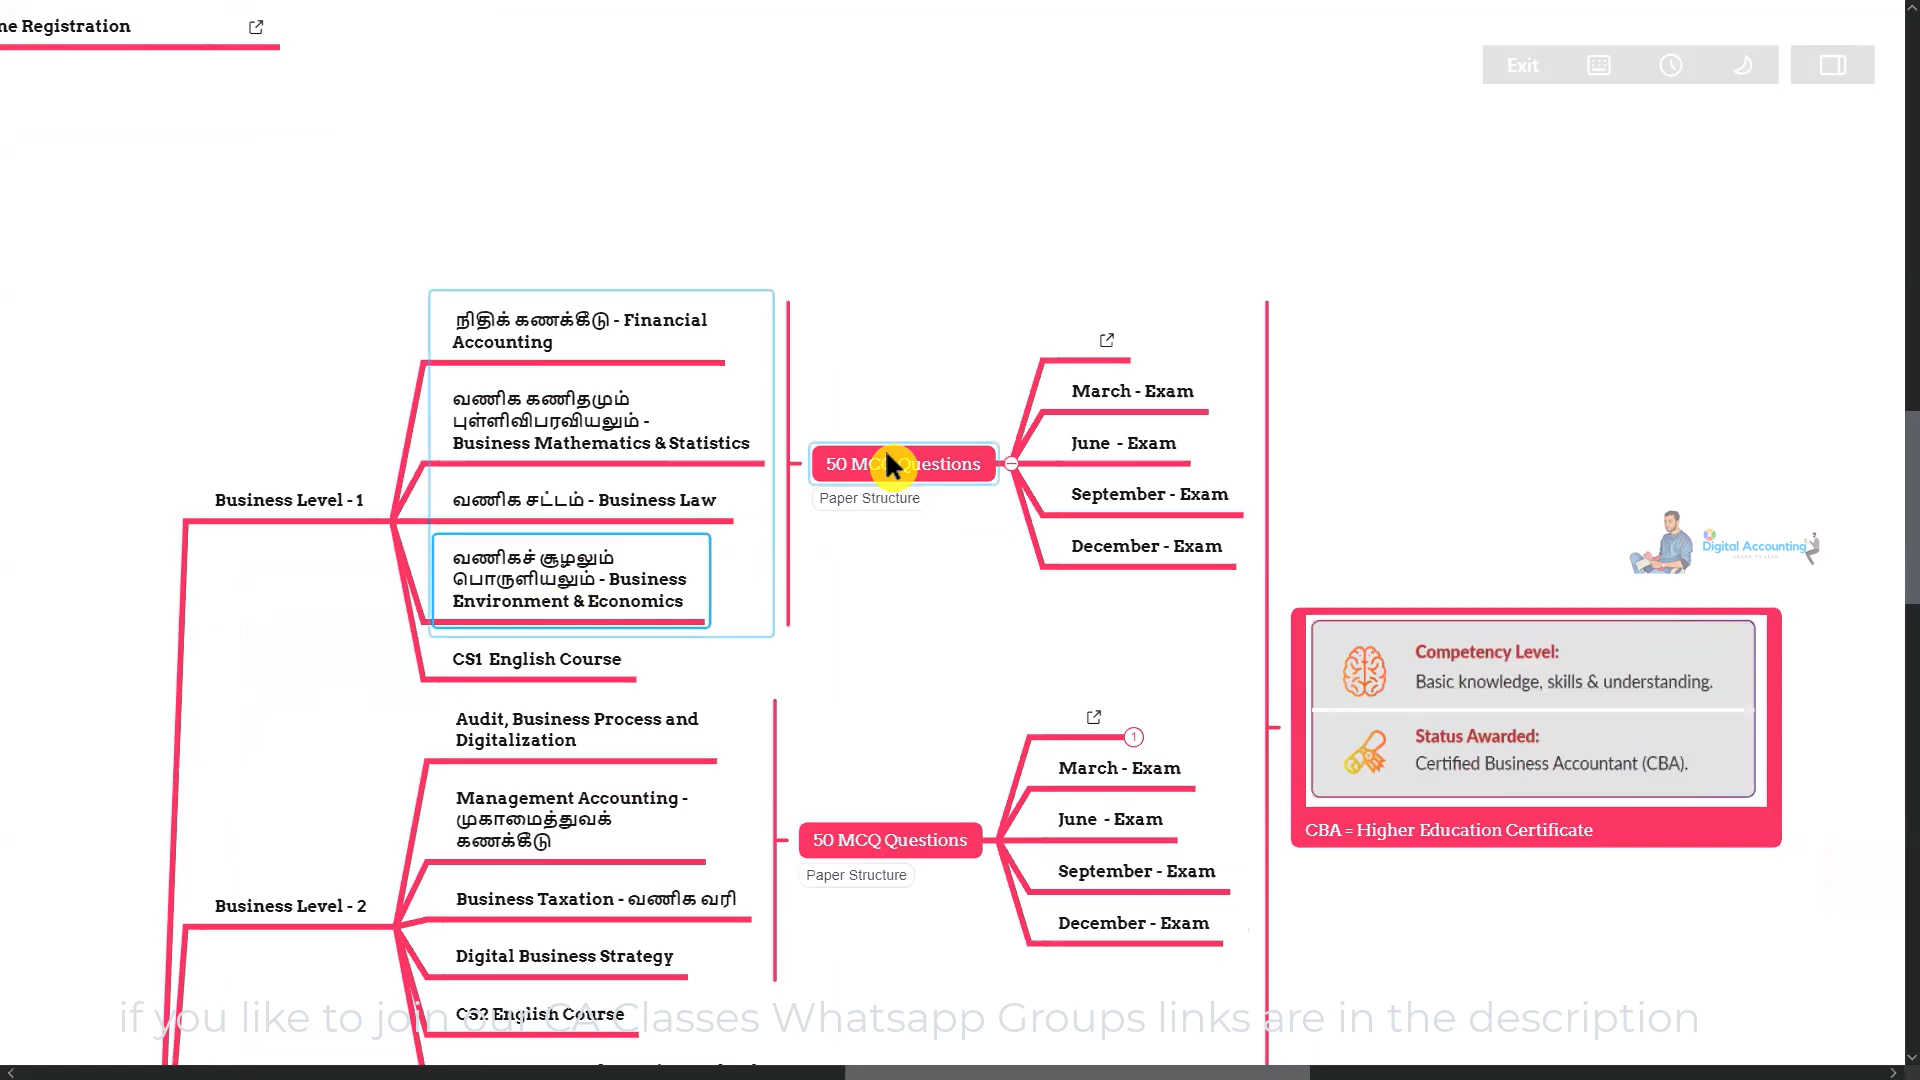 ne Registration
Exit
நிதிக் கணக்கீடு - Financial
Accounting
வணிக கணிதமும்
புள்ளிவிபரவியலும் -
Business Mathematics & Statistics
Business Level - 1
வணிக சட்டம் - Business Law
வணிகச் சூழலும்
பொருளியலும் - Business
Environment & Economics
CS1 English Course
50 MCQ Questions
Paper Structure
March - Exam
June - Exam
September - Exam
December - Exam
Digital Accounting
Competency Level:
Basic knowledge, skills & understanding.
Status Awarded:
Certified Business Accountant (CBA).
CBA = Higher Education Certificate
Audit, Business Process and
Digitalization
Management Accounting -
முகாமைத்துவக்
கணக்கீடு
Business Level - 2
Business Taxation - வணிக வரி
Digital Business Strategy
CS2 English Course
50 MCQ Questions
Paper Structure
1
March - Exam
June - Exam
September - Exam
December - Exam
if you like to join our CA Classes Whatsapp Groups links are in the description